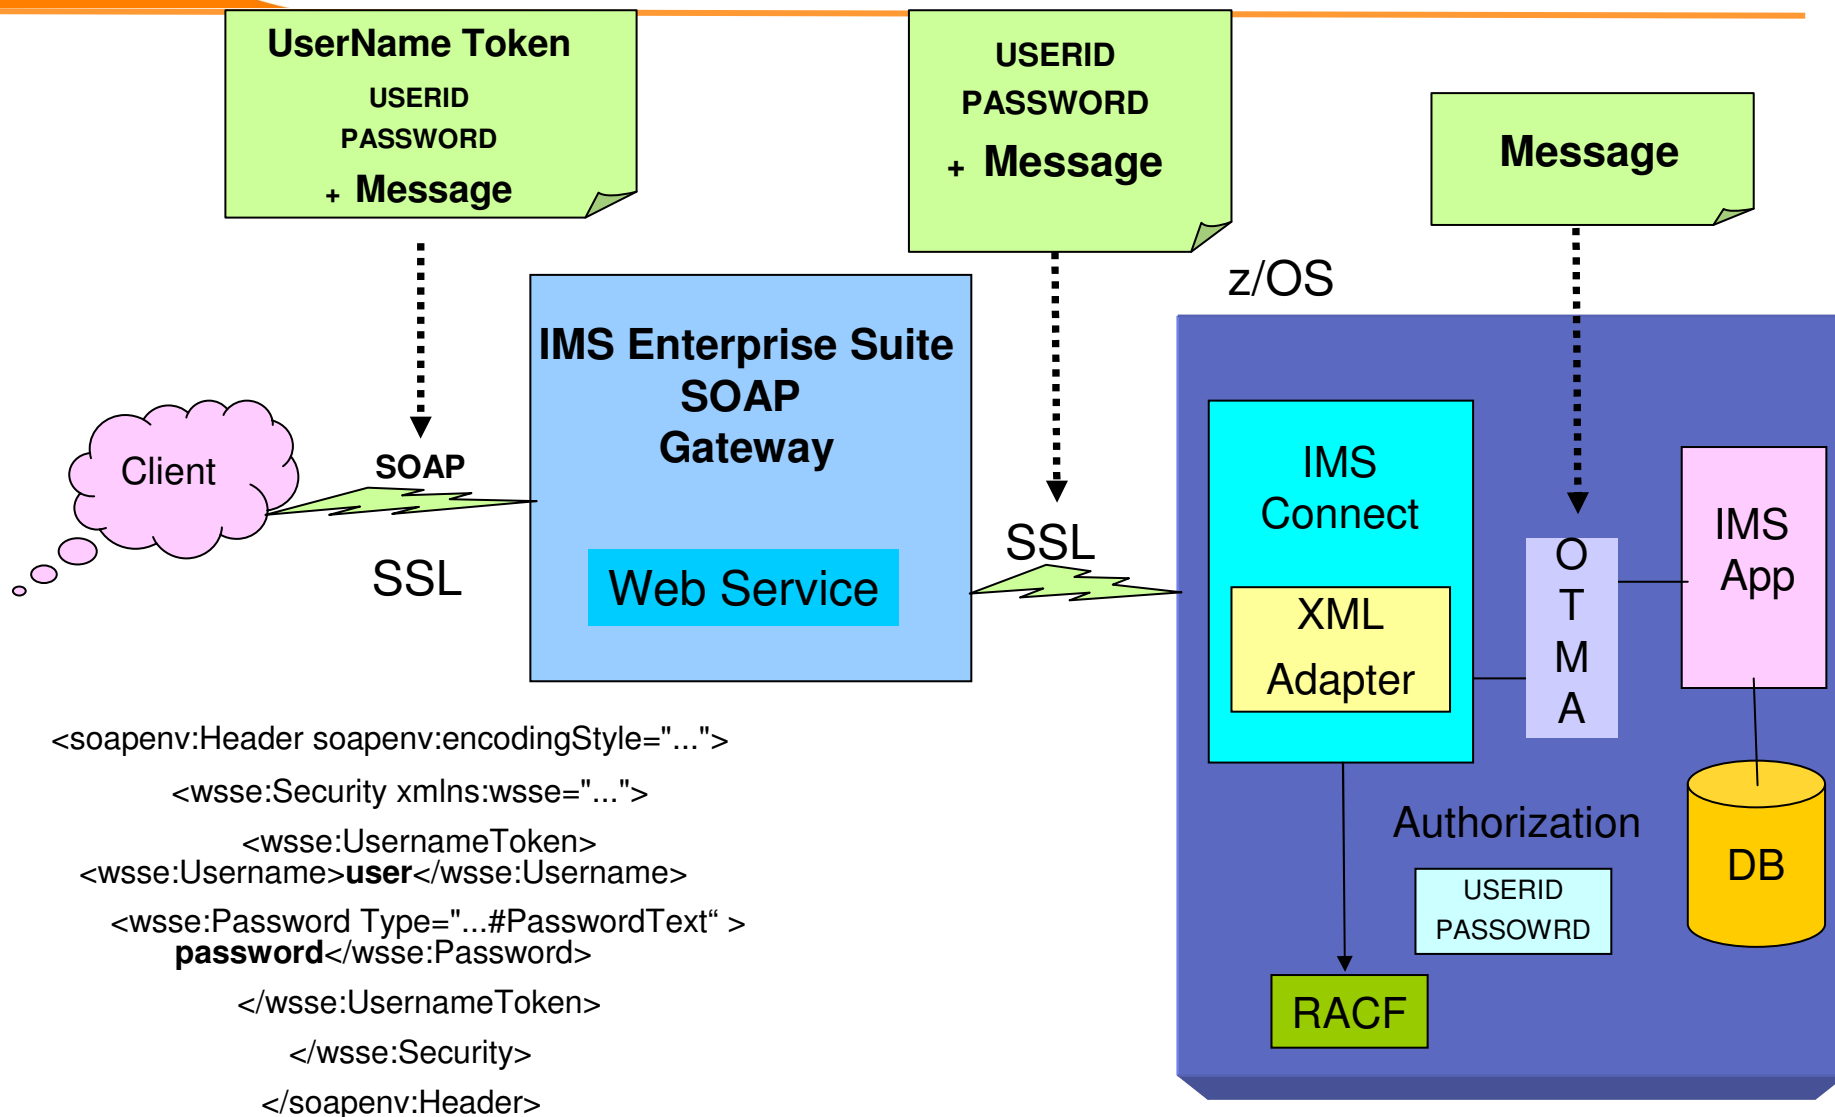 UserName Token
USERID
PASSWORD
+ Message
USERID
PASSWORD
+ Message
Message
z/OS
IMS Enterprise Suite
SOAP
Gateway
Web Service
Client
SOAP
SSL
SSL
IMS
Connect
XML
Adapter
O
T
M
A
IMS
App
DB
Authorization
USERID
PASSOWRD
RACF
<soapenv:Header soapenv:encodingStyle="...">
<wsse:Security xmlns:wsse="...">
<wsse:UsernameToken>
<wsse:Username>user</wsse:Username>
<wsse:Password Type="...#PasswordText“ >
password</wsse:Password>
</wsse:UsernameToken>
</wsse:Security>
</soapenv:Header>